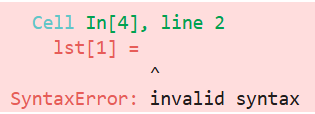 Cell In[4], line 2
lst[1] =
^
SyntaxError: invalid syntax